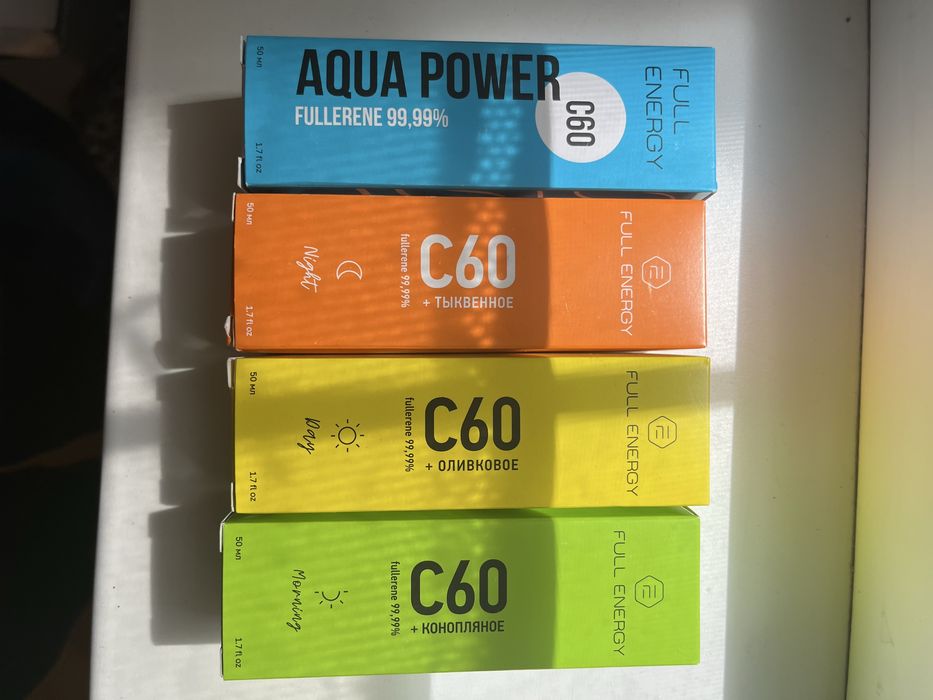 AQUA POWER
FULLERENE 99,99%
C60
FULL
ENERGY
50 мл
1.7 fl oz
FULL ENERGY
C60
+ ТЫКВЕННОЕ
fullerene 99,99%
Night
50 мл
1.7 fl oz
FULL ENERGY
C60
+ ОЛИВКОВОЕ
fullerene 99,99%
Day
50 мл
1.7 fl oz
FULL ENERGY
C60
+ КОНОПЛЯНОЕ
fullerene 99,99%
Morning
50 мл
1.7 fl oz